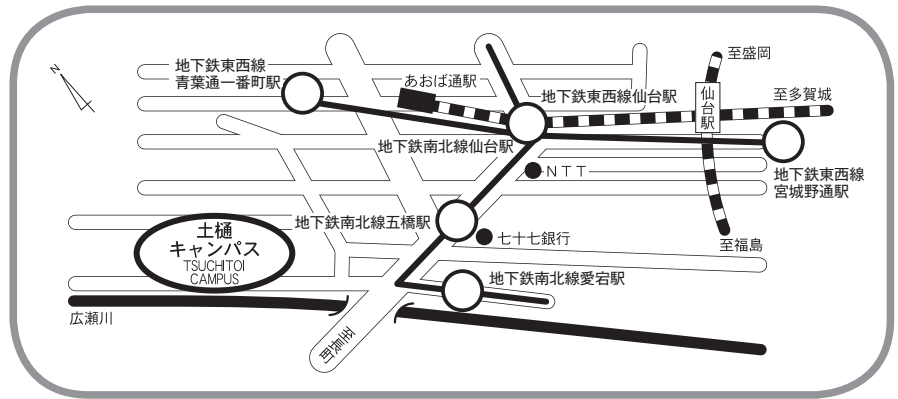 N
地下鉄東西線
青葉通一番町駅
あおば通駅
地下鉄東西線仙台駅
至盛岡
仙台駅
至多賀城
地下鉄南北線仙台駅
NTT
地下鉄東西線
宮城野通駅
地下鉄南北線五橋駅
七十七銀行
至福島
土樋
キャンパス
TSUCHITOI
CAMPUS
地下鉄南北線愛宕駅
広瀬川
至長町